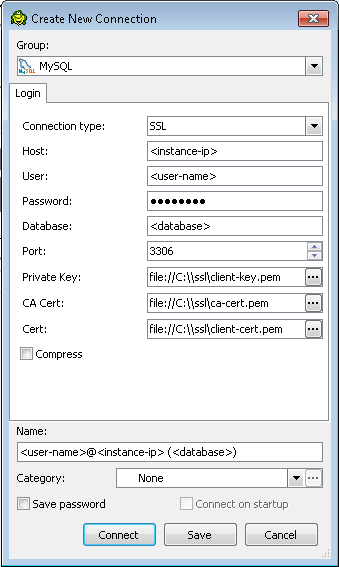 Create New Connection
Group:
MySQL
Login
Connection type: SSL
Host: <instance-ip>
User: <user-name>
Password: ●●●●●●●●
Database: <database>
Port: 3306
Private Key: file://C:\\ssl\client-key.pem ...
CA Cert: file://C:\\ssl\ca-cert.pem ...
Cert: file://C:\\ssl\client-cert.pem ...
Compress
Name:
<user-name>@<instance-ip> (<database>)
Category: None ...
Save password Connect on startup
Connect Save Cancel